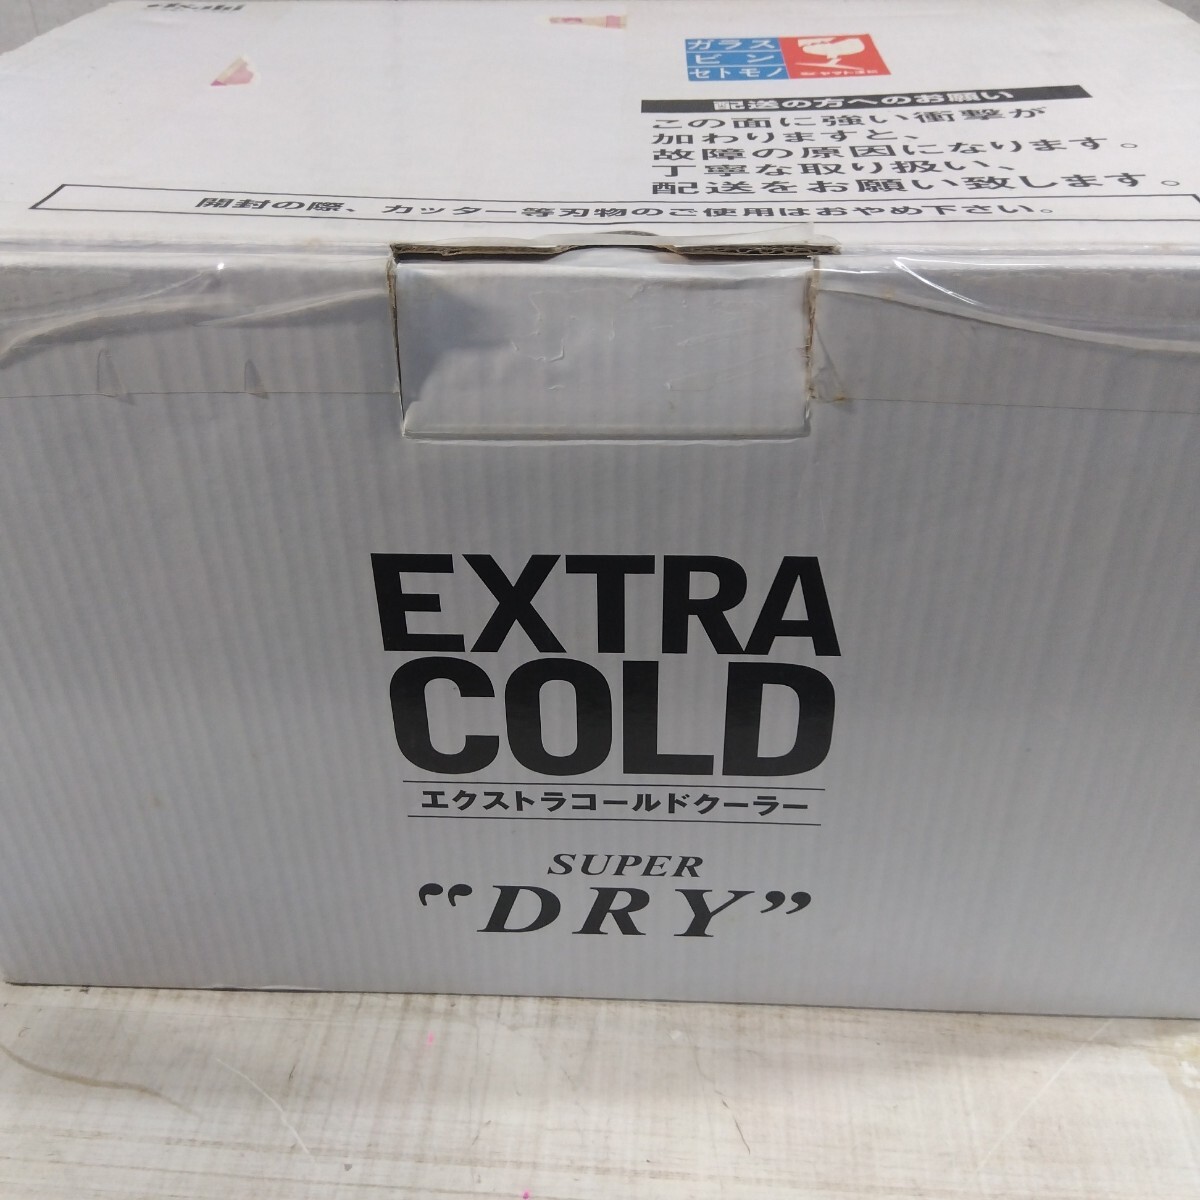 Asahi
ガラス
ビン
セトモノ
配送の方へのお願い
この面に強い衝撃が
加わりますと、
故障の原因になります。
丁寧な取り扱い、
配送をお願い致します。
開封の際、カッター等刃物のご使用はおやめ下さい。
EXTRA
COLD
エクストラコールドクーラー
SUPER
“DRY”